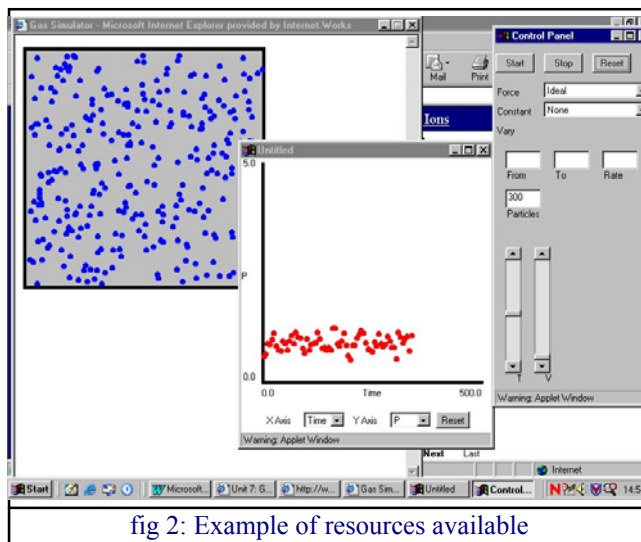 Gas Simulator - Microsoft Internet Explorer provided by Internet.Works
Mail Print
Ions
Control Panel
Start Stop Reset
Force Ideal
Constant None
Vary
From To Rate
300
Particles
T V
Warning: Applet Window
Untitled
5.0
P
0.0
0.0 Time 500.0
X Axis Time Y Axis P Reset
Warning: Applet Window
Next Last
Internet
Start Microsoft... Unit 7: G... http://w... Gas Sim... Untitled Control... 14:5
fig 2: Example of resources available